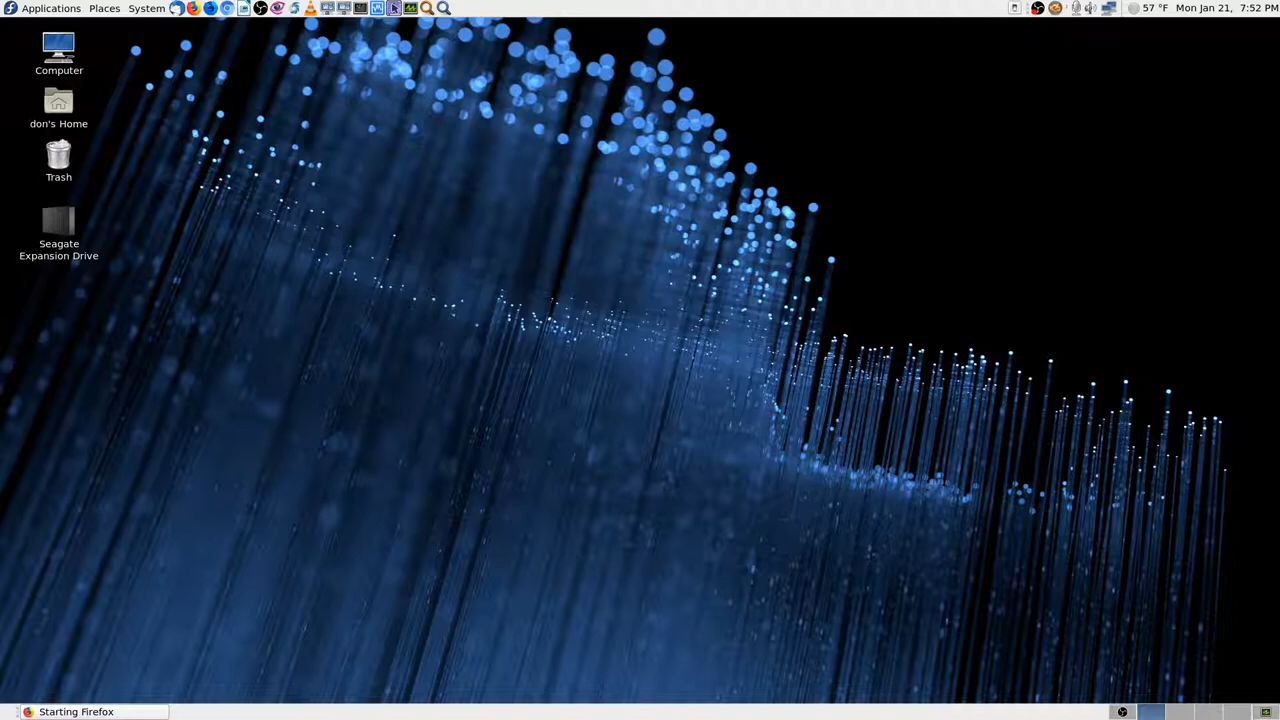 Applications Places System 57 °F Mon Jan 21, 7:52 PM
Computer
don's Home
Trash
Seagate
Expansion Drive
Starting Firefox